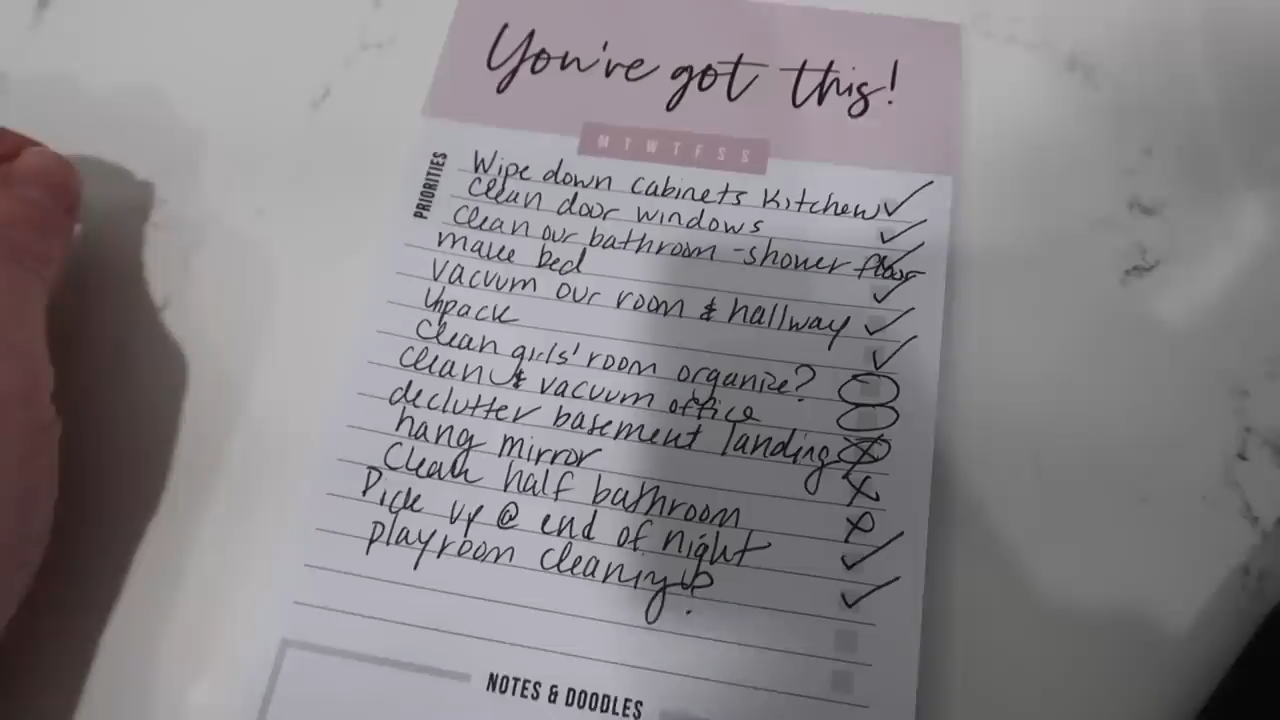 You've got this!
M T W T F S S
PRIORITIES
Wipe down cabinets kitchen ✓
clean door windows ✓
clean our bathroom - shower floor ✓
make bed ✓
vacuum our room & hallway ✓
unpack ✓
clean girls' room organize?
clean & vacuum office
declutter basement landing X
hang mirror X
Clean half bathroom X
Pick up @ end of night ✓
playroom cleanup? ✓
NOTES & DOODLES